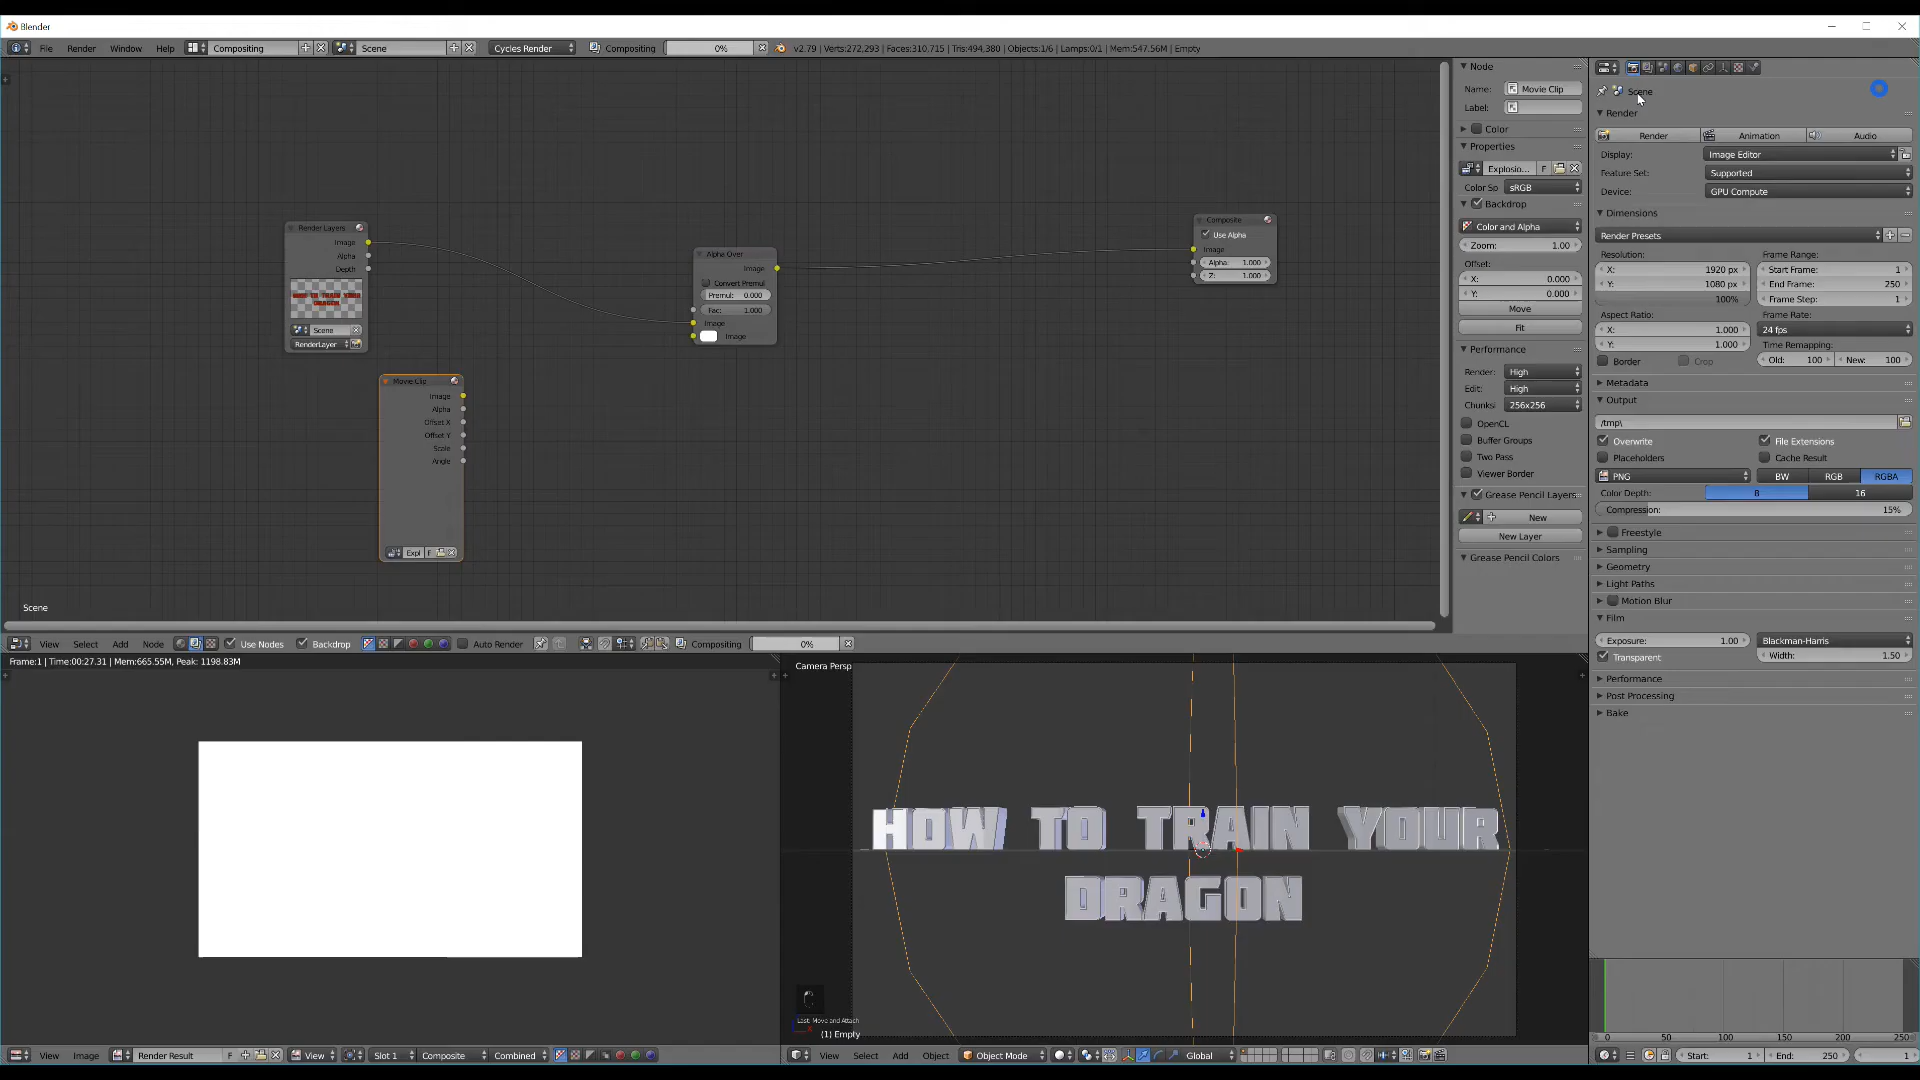 Blender
File Render Window Help Compositing Scene Cycles Render Compositing 0% v2.79 | Verts:272,293 | Faces:310,715 | Tris:494,380 | Objects:1/6 | Lamps:0/1 | Mem:547.56M | Empty
Render Layers
Image
Alpha
Depth
HOW TO TRAIN YOUR
DRAGON
Scene
RenderLayer
Movie Clip
Image
Alpha
Offset X
Offset Y
Scale
Angle
Expl F
Alpha Over
Image
Convert Premul
Premul: 0.000
Fac: 1.000
Image
Image
Composite
Use Alpha
Image
Alpha: 1.000
Z: 1.000
Scene
Node
Name: Movie Clip
Label:
Color
Properties
Explosio... F
Color So sRGB
Backdrop
Color and Alpha
Zoom: 1.00
Offset:
X: 0.000
Y: 0.000
Move
Fit
Performance
Render: High
Edit: High
Chunksi 256x256
OpenCL
Buffer Groups
Two Pass
Viewer Border
Grease Pencil Layers
New
New Layer
Grease Pencil Colors
Scene
Render
Render Animation Audio
Display: Image Editor
Feature Set: Supported
Device: GPU Compute
Dimensions
Render Presets
Resolution: Frame Range:
X: 1920 px Start Frame: 1
Y: 1080 px End Frame: 250
100% Frame Step: 1
Aspect Ratio: Frame Rate:
X: 1.000 24 fps
Y: 1.000 Time Remapping:
Border Crop Old: 100 New: 100
Metadata
Output
/tmp\
Overwrite File Extensions
Placeholders Cache Result
PNG BW RGB RGBA
Color Depth: 8 16
Compression: 15%
Freestyle
Sampling
Geometry
Light Paths
Motion Blur
Film
Exposure: 1.00 Blackman-Harris
Transparent Width: 1.50
Performance
Post Processing
Bake
View Select Add Node Use Nodes Backdrop Auto Render Compositing 0%
Frame:1 | Time:00:27.31 | Mem:665.55M, Peak: 1198.83M
Camera Persp
HOW TO TRAIN YOUR
DRAGON
Last: Move and Attach
(1) Empty
0 50 100 150 200 250
View Image Render Result F View Slot 1 Composite Combined
View Select Add Object Object Mode Global
Start: 1 End: 250 1